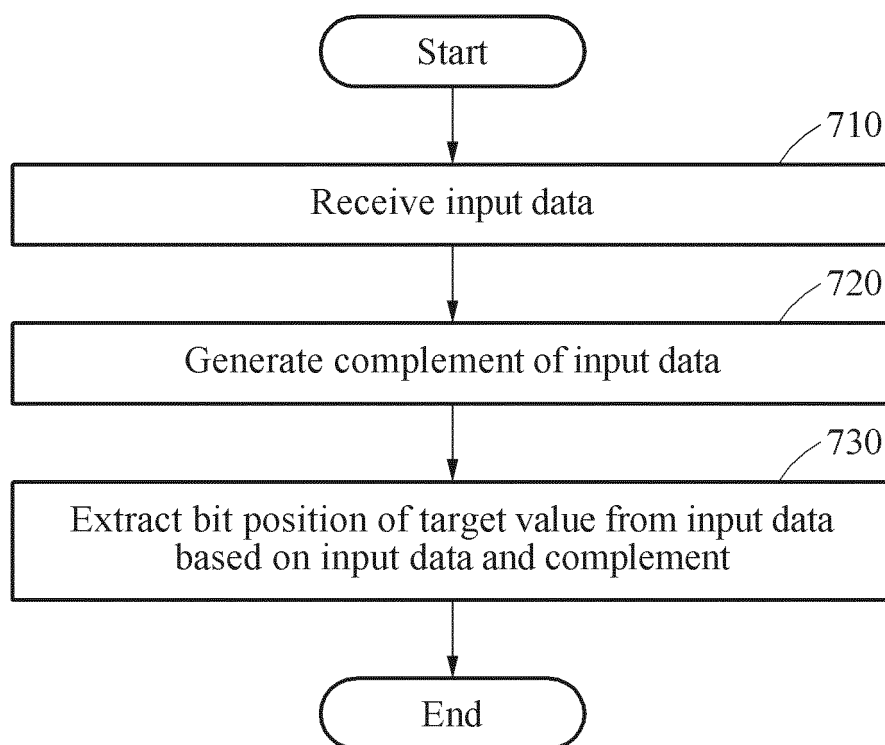 Start
710
Receive input data
720
Generate complement of input data
730
Extract bit position of target value from input data
based on input data and complement
End